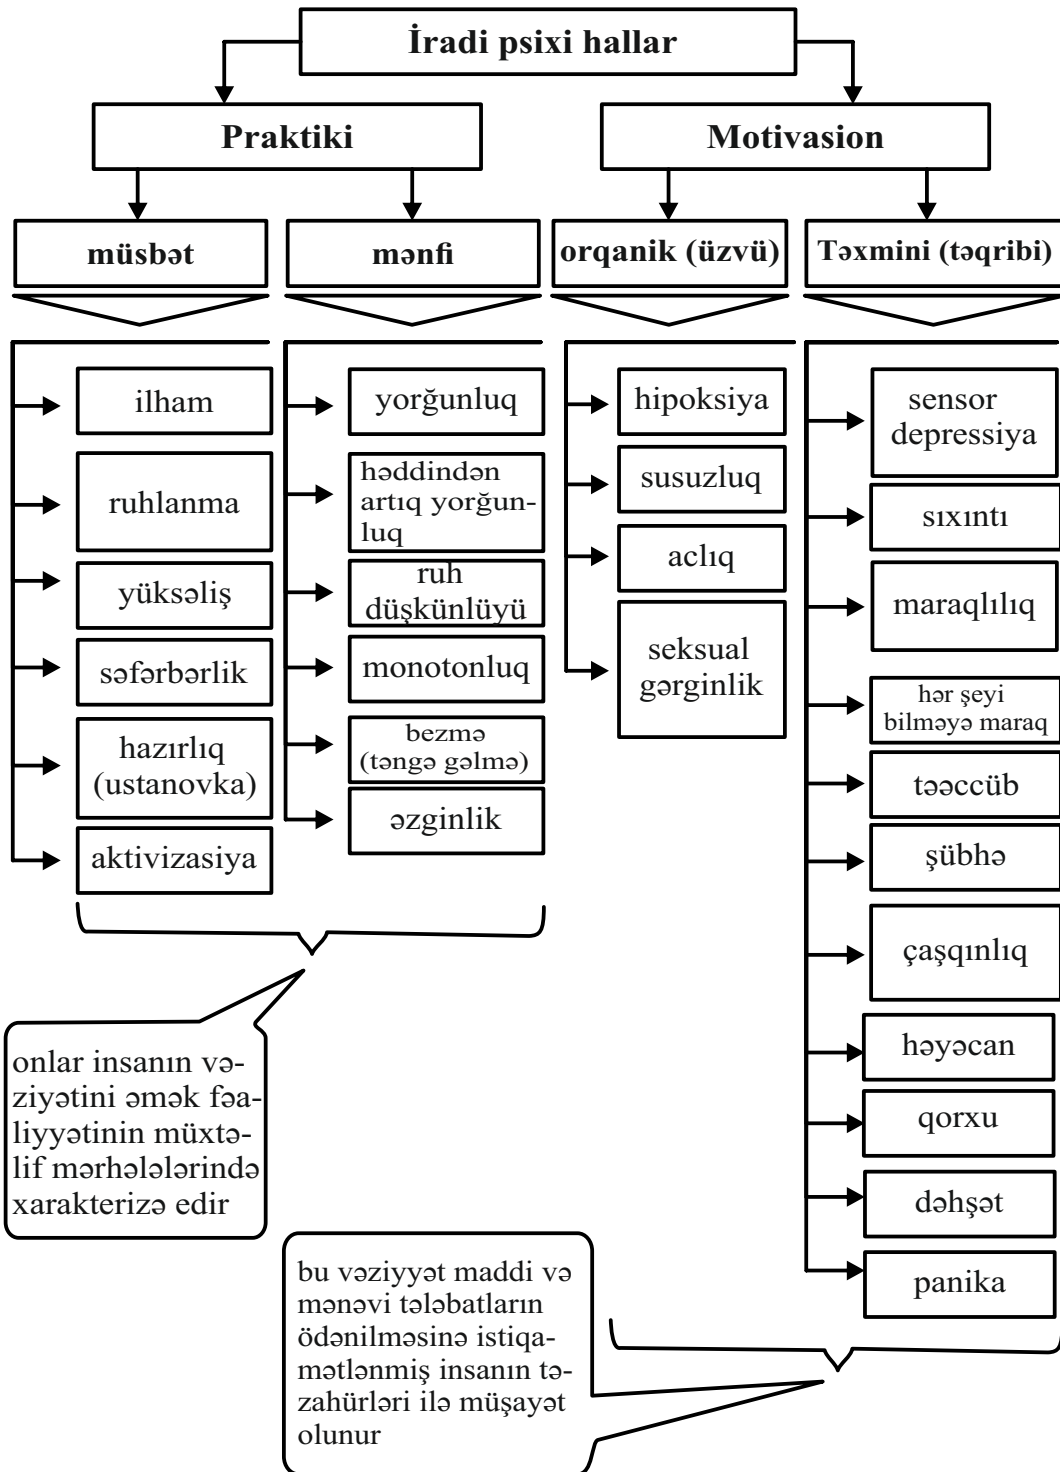 İradi psixi hallar
Praktiki
Motivasion
müsbət
mənfi
orqanik (üzvü)
Təxmini (təqribi)
ilham
ruhlanma
yüksəliş
səfərbərlik
hazırlıq
(ustanovka)
aktivizasiya
yorğunluq
həddindən
artıq yorğun-
luq
ruh
düşkünlüyü
monotonluq
bezmə
(təngə gəlmə)
əzginlik
hipoksiya
susuzluq
aclıq
seksual
gərginlik
sensor
depressiya
sıxıntı
maraqlılıq
hər şeyi
bilməyə maraq
təəccüb
şübhə
çaşqınlıq
həyəcan
qorxu
dəhşət
panika
onlar insanın və-
ziyətini əmək fəa-
liyyətinin müxtə-
lif mərhələlərində
xarakterizə edir
bu vəziyyət maddi və
mənəvi tələbatların
ödənilməsinə istiqa-
mətlənmiş insanın tə-
zahürləri ilə müşayət
olunur